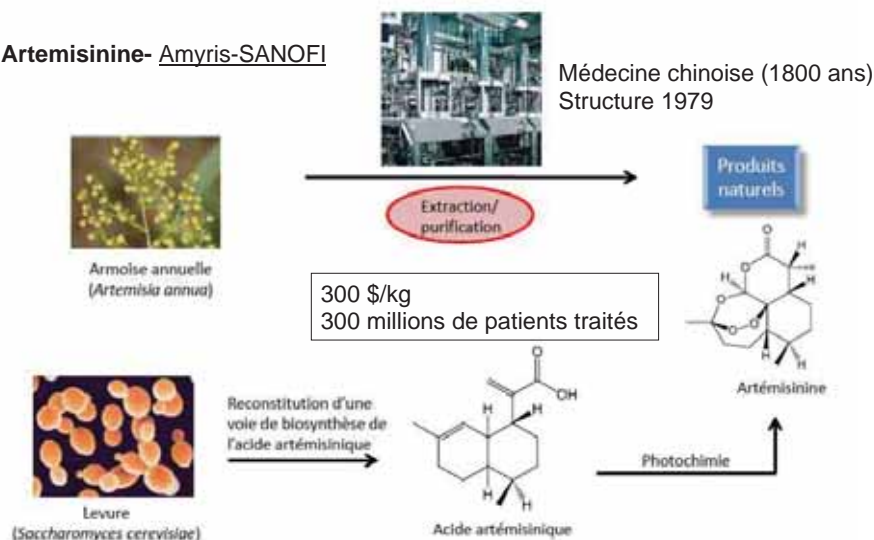 Artemisinine- Amyris-SANOFI
Médecine chinoise (1800 ans)
Structure 1979
Produits
naturels
Extraction/
purification
Armoise annuelle
(Artemisia annua)
300 $/kg
300 millions de patients traités
O
H
O
H
H
O
O
O
H
H
Artémisinine
Reconstitution d'une
voie de biosynthèse de
l'acide artémisinique
O
OH
H
H
H
H
Acide artémisinique
Photochimie
Levure
(Saccharomyces cerevisiae)